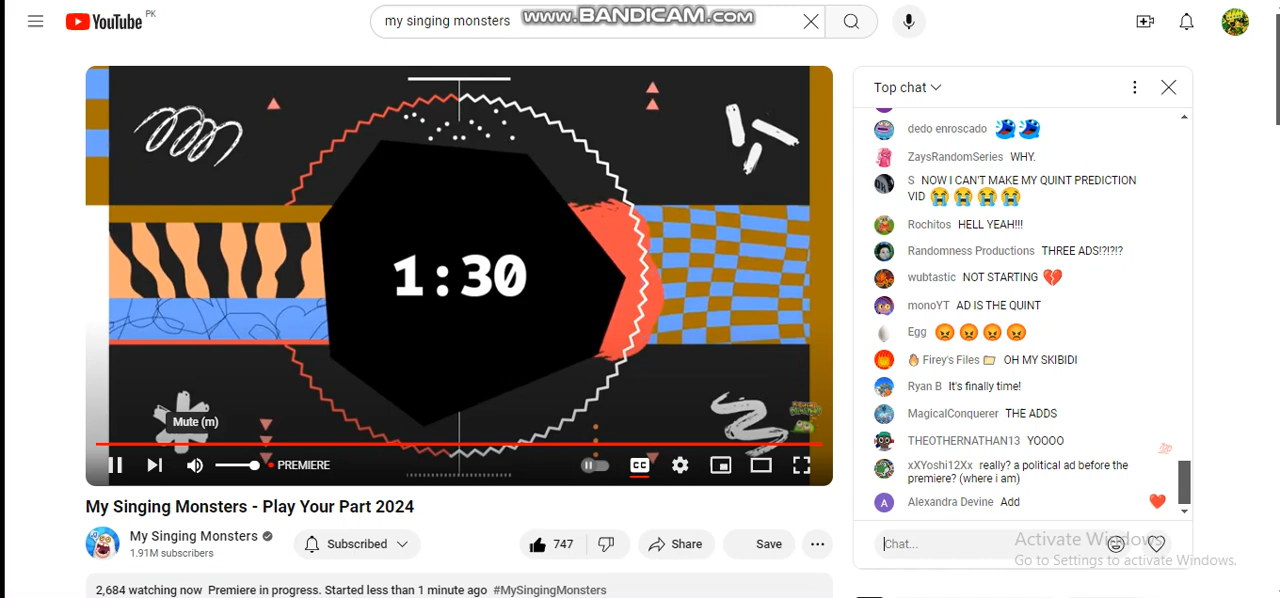 YouTube PK
my singing monsters
WWW.BANDICAM.COM
1:30
Mute (m)
PREMIERE
CC
My Singing Monsters - Play Your Part 2024
My Singing Monsters
1.91M subscribers
Subscribed
747
Share
Save
2,684 watching now Premiere in progress. Started less than 1 minute ago #MySingingMonsters
Top chat
dedo enroscado
ZaysRandomSeries WHY.
S NOW I CAN'T MAKE MY QUINT PREDICTION
VID
Rochitos HELL YEAH!!!
Randomness Productions THREE ADS!?!?!?
wubtastic NOT STARTING
monoYT AD IS THE QUINT
Egg
Firey's Files OH MY SKIBIDI
Ryan B It's finally time!
MagicalConquerer THE ADDS
THEOTHERNATHAN13 YOOOO
xXYoshi12Xx really? a political ad before the
premiere? (where i am)
A
Alexandra Devine Add
Chat...
Activate Windows
Go to Settings to activate Windows.